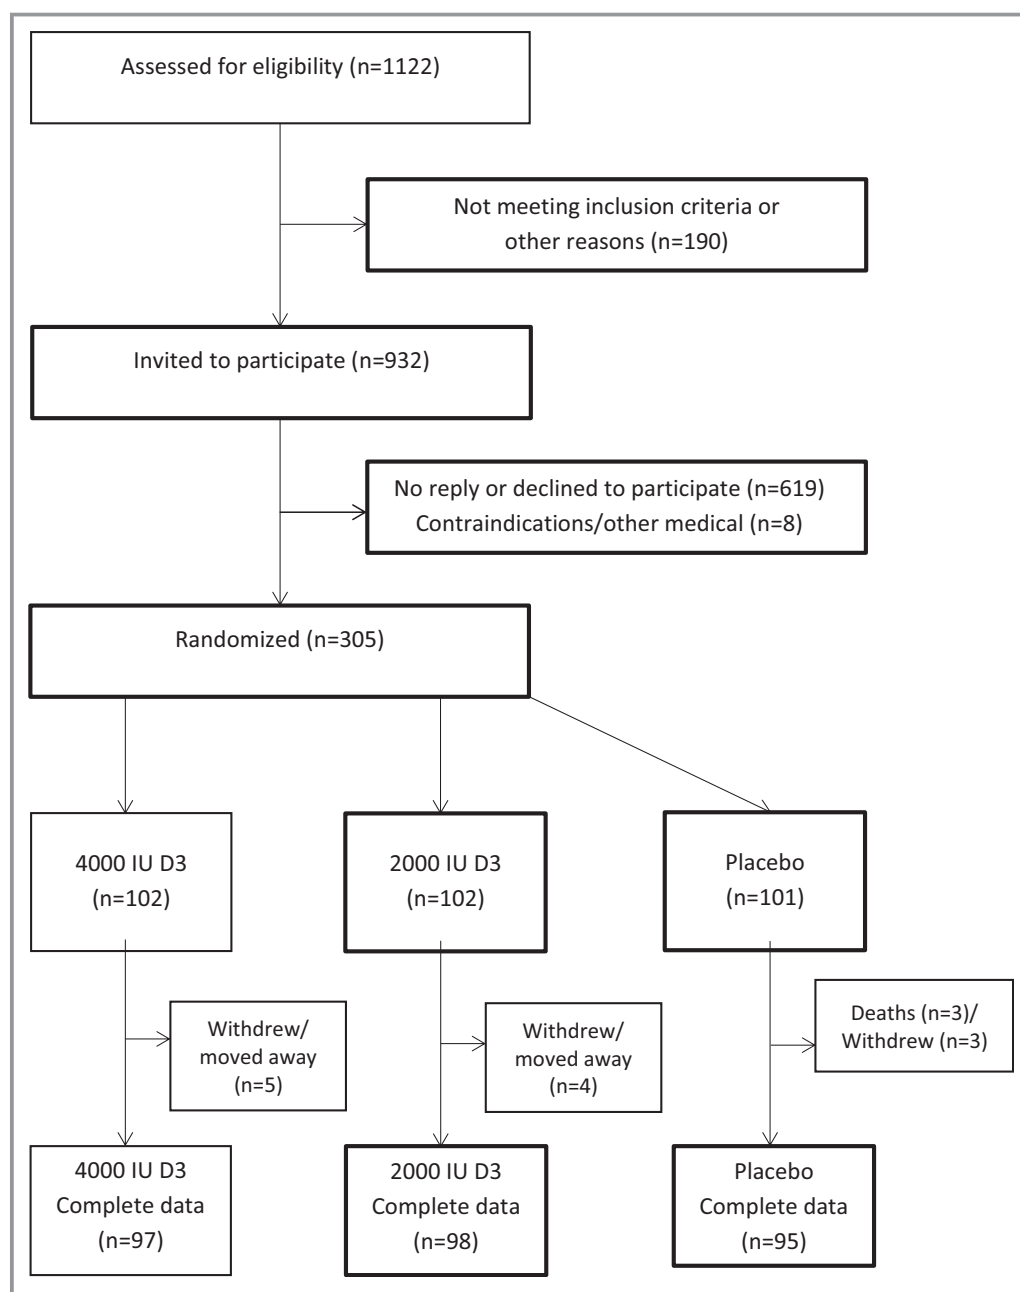 Assessed for eligibility (n=1122)
Not meeting inclusion criteria or
other reasons (n=190)
Invited to participate (n=932)
No reply or declined to participate (n=619)
Contraindications/other medical (n=8)
Randomized (n=305)
4000 IU D3
(n=102)
2000 IU D3
(n=102)
Placebo
(n=101)
Withdrew/
moved away
(n=5)
Withdrew/
moved away
(n=4)
Deaths (n=3)/
Withdrew (n=3)
4000 IU D3
Complete data
(n=97)
2000 IU D3
Complete data
(n=98)
Placebo
Complete data
(n=95)